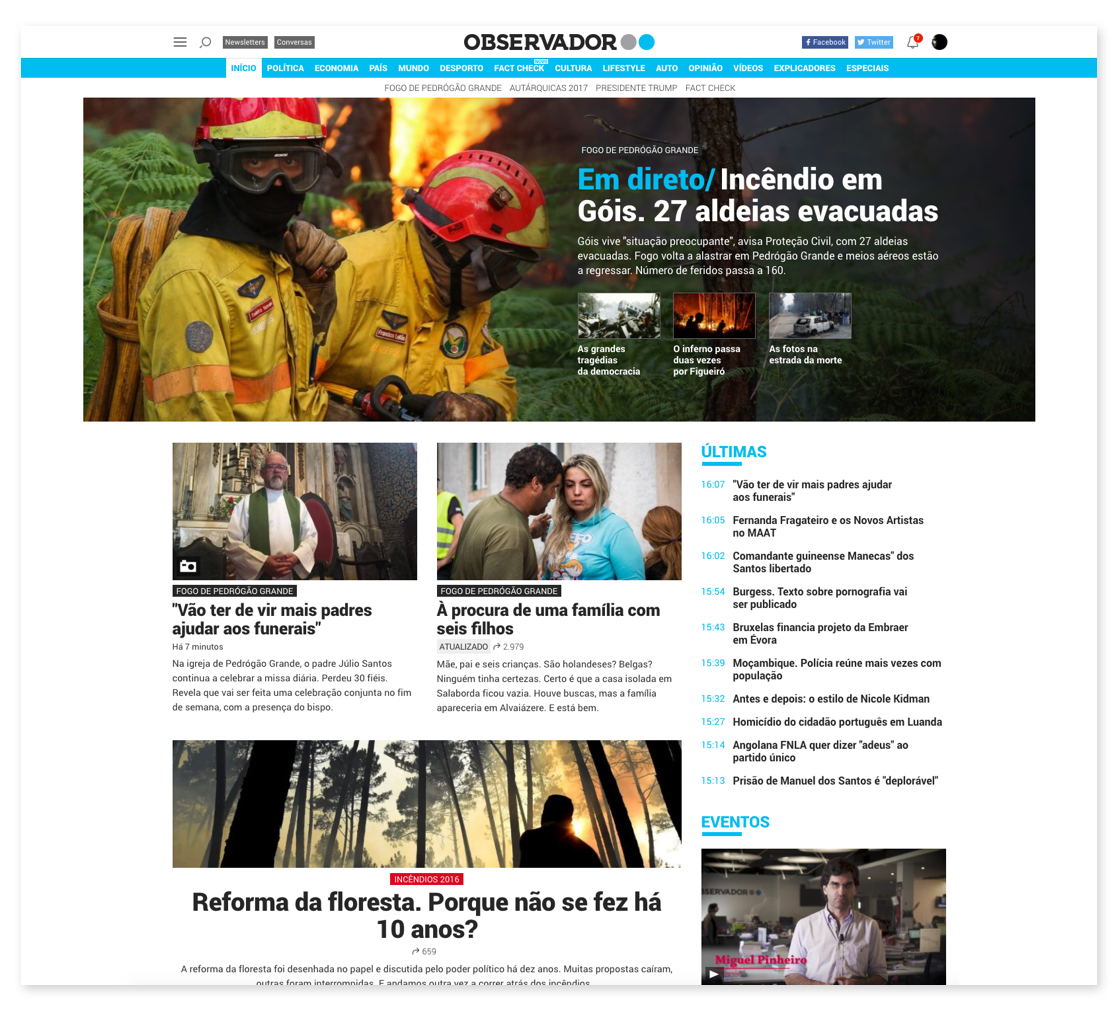 Newsletters
Conversas
OBSERVADOR
Facebook
Twitter
7
INÍCIO
POLÍTICA
ECONOMIA
PAÍS
MUNDO
DESPORTO
FACT CHECK
CULTURA
LIFESTYLE
AUTO
OPINIÃO
VÍDEOS
EXPLICADORES
ESPECIAIS
FOGO DE PEDRÓGÃO GRANDE
AUTÁRQUICAS 2017
PRESIDENTE TRUMP
FACT CHECK
FOGO DE PEDRÓGÃO GRANDE
Em direto/ Incêndio em
Góis. 27 aldeias evacuadas
Góis vive "situação preocupante", avisa Proteção Civil, com 27 aldeias
evacuadas. Fogo volta a alastrar em Pedrógão Grande e meios aéreos estão
a regressar. Número de feridos passa a 160.
As grandes
tragédias
da democracia
O inferno passa
duas vezes
por Figueiró
As fotos na
estrada da morte
FOGO DE PEDRÓGÃO GRANDE
"Vão ter de vir mais padres
ajudar aos funerais"
Há 7 minutos
Na igreja de Pedrógão Grande, o padre Júlio Santos
continua a celebrar a missa diária. Perdeu 30 fiéis.
Revela que vai ser feita uma celebração conjunta no fim
de semana, com a presença do bispo.
FOGO DE PEDRÓGÃO GRANDE
À procura de uma família com
seis filhos
ATUALIZADO 2.979
Mãe, pai e seis crianças. São holandeses? Belgas?
Ninguém tinha certezas. Certo é que a casa isolada em
Salaborda ficou vazia. Houve buscas, mas a família
apareceria em Alvaiázere. E está bem.
INCÊNDIOS 2016
Reforma da floresta. Porque não se fez há
10 anos?
659
A reforma da floresta foi desenhada no papel e discutida pelo poder político há dez anos. Muitas propostas caíram,
outras foram interrompidas. E andamos outra vez a correr atrás dos incêndios.
ÚLTIMAS
16:07 "Vão ter de vir mais padres ajudar
aos funerais"
16:05 Fernanda Fragateiro e os Novos Artistas
no MAAT
16:02 Comandante guineense Manecas" dos
Santos libertado
15:54 Burgess. Texto sobre pornografia vai
ser publicado
15:43 Bruxelas financia projeto da Embraer
em Évora
15:39 Moçambique. Polícia reúne mais vezes com
população
15:32 Antes e depois: o estilo de Nicole Kidman
15:27 Homicídio do cidadão português em Luanda
15:14 Angolana FNLA quer dizer "adeus" ao
partido único
15:13 Prisão de Manuel dos Santos é "deplorável"
EVENTOS
Miguel Pinheiro